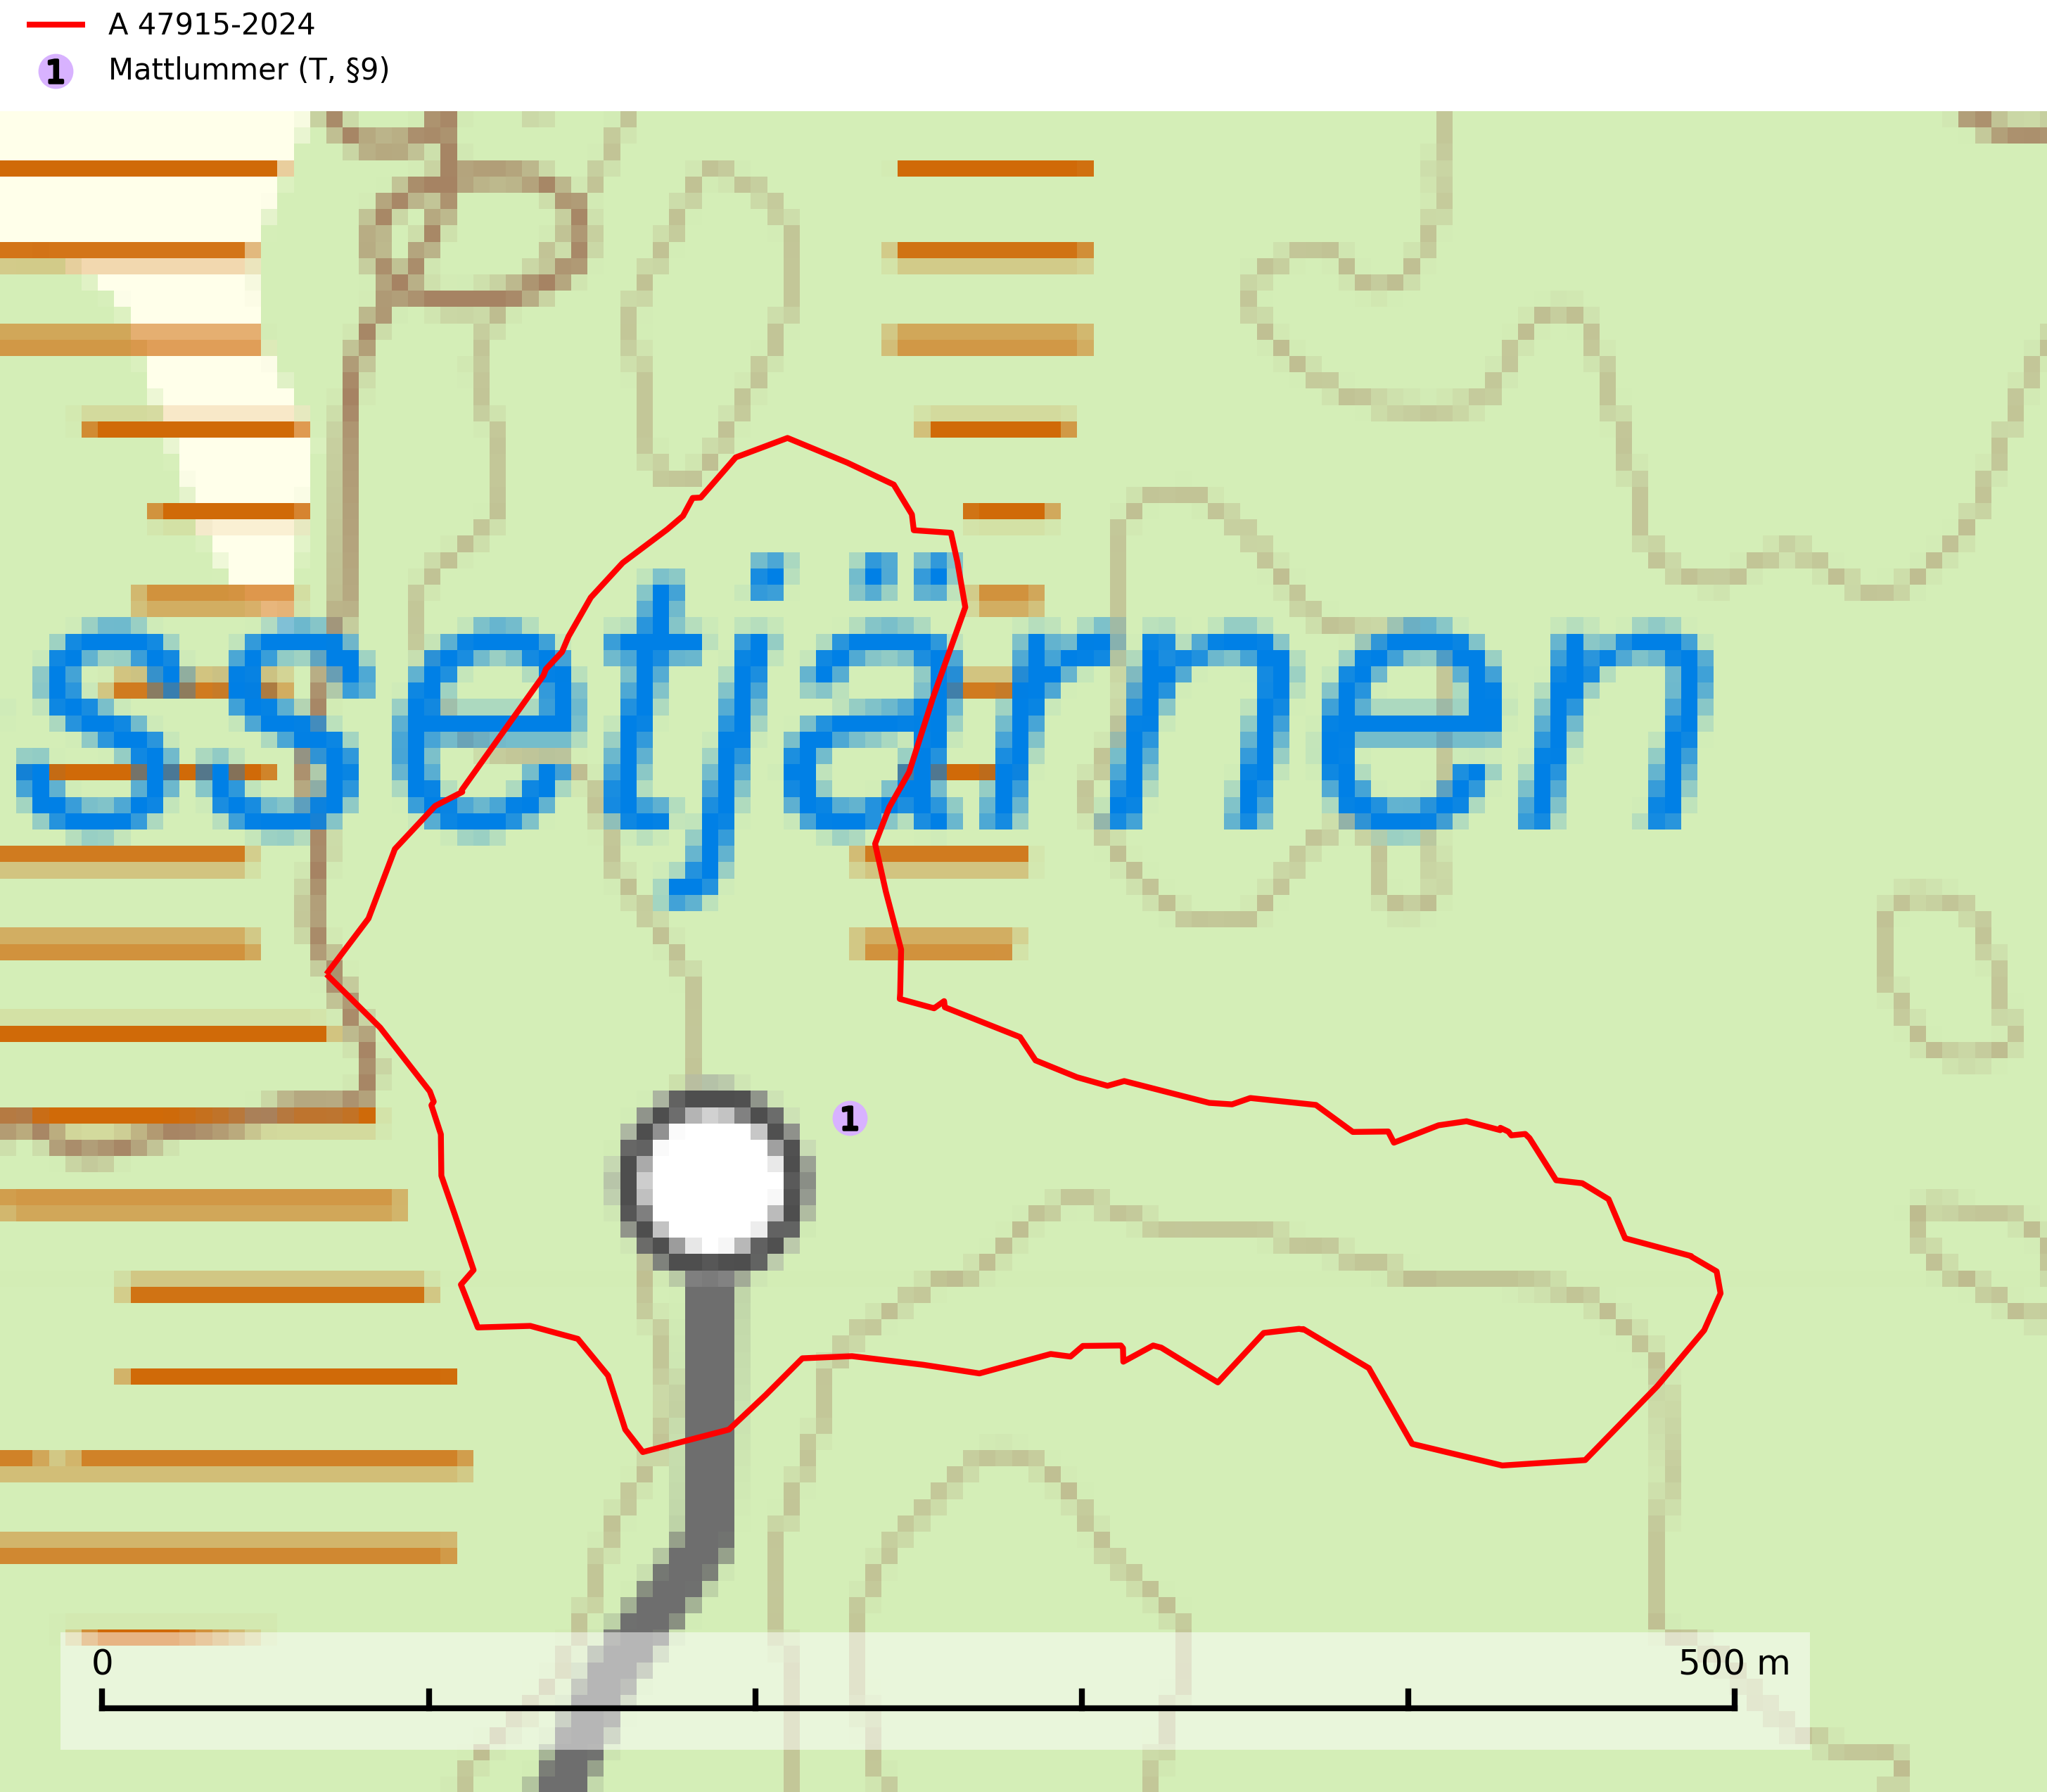 A 47915-2024
1 Mattlummer (T, §9)
ssetjärnen
1
0 500 m